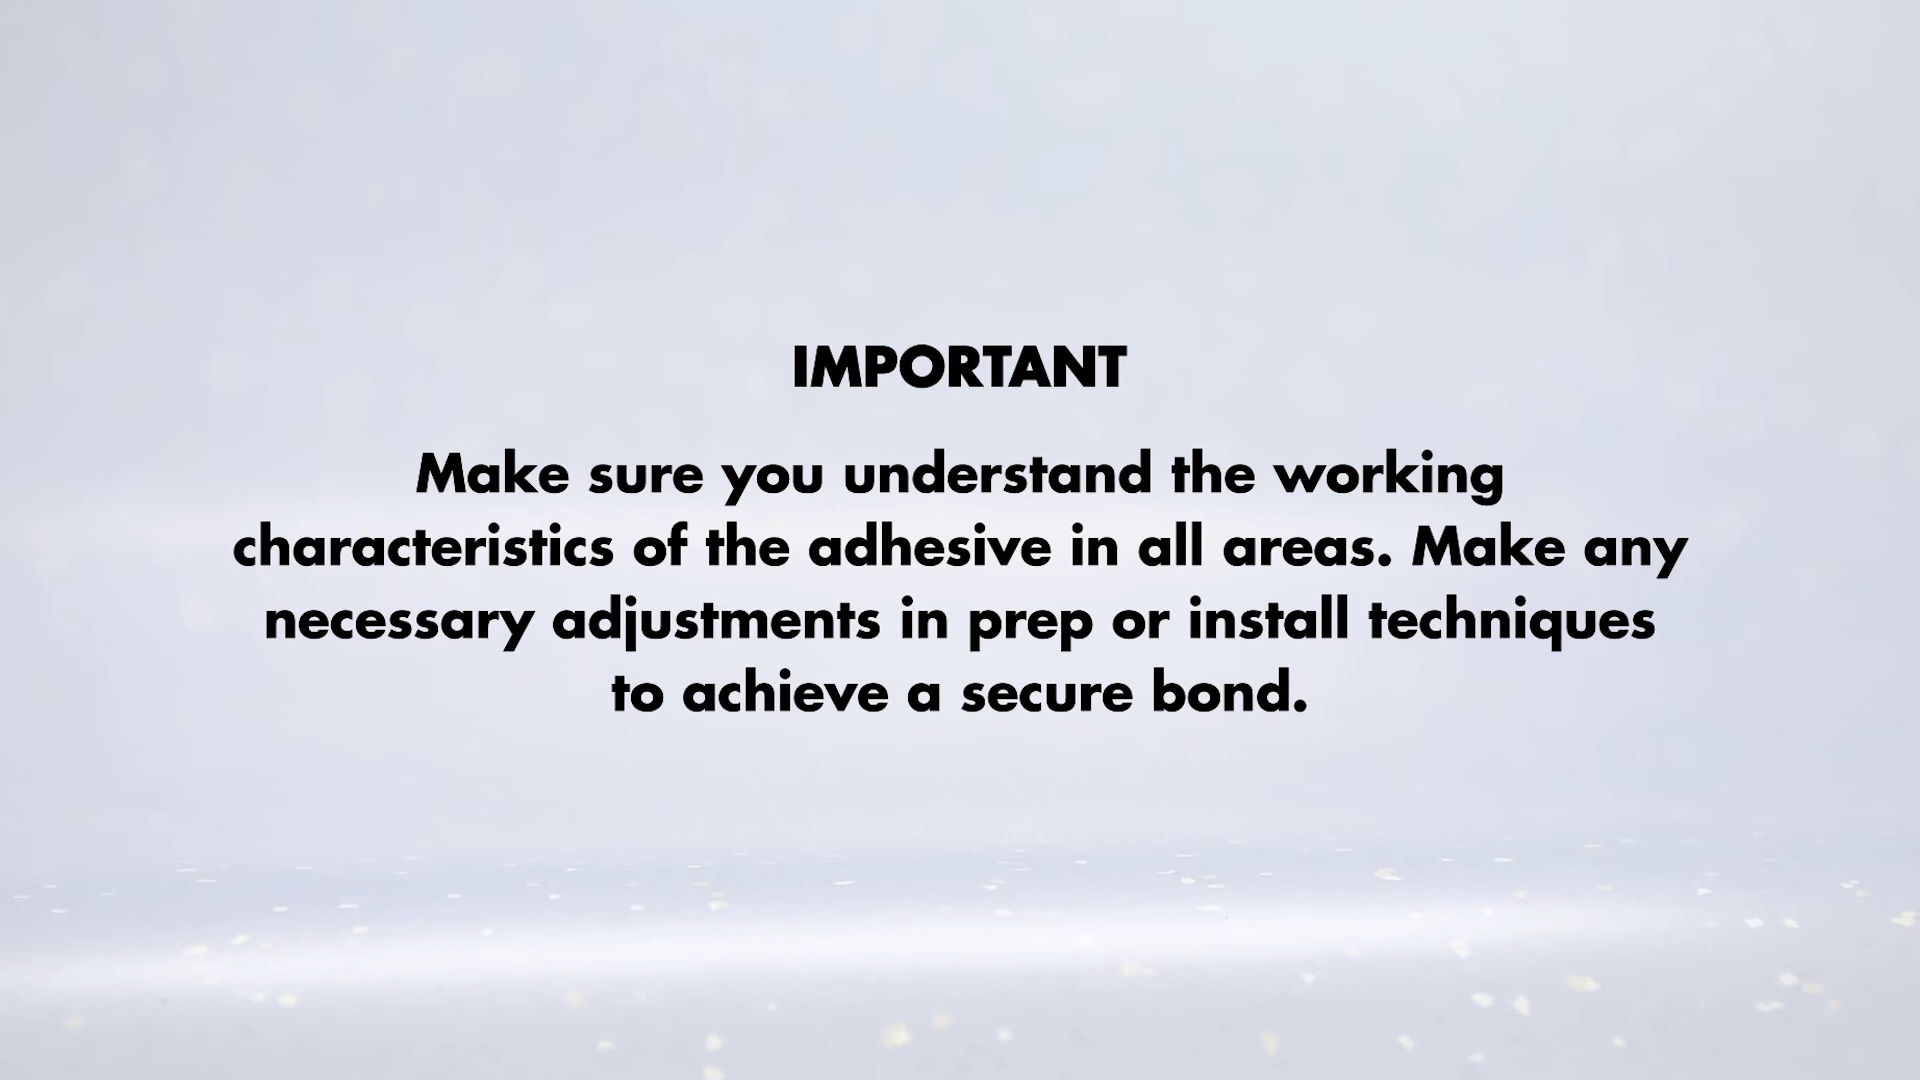 IMPORTANT
Make sure you understand the working
characteristics of the adhesive in all areas. Make any
necessary adjustments in prep or install techniques
to achieve a secure bond.